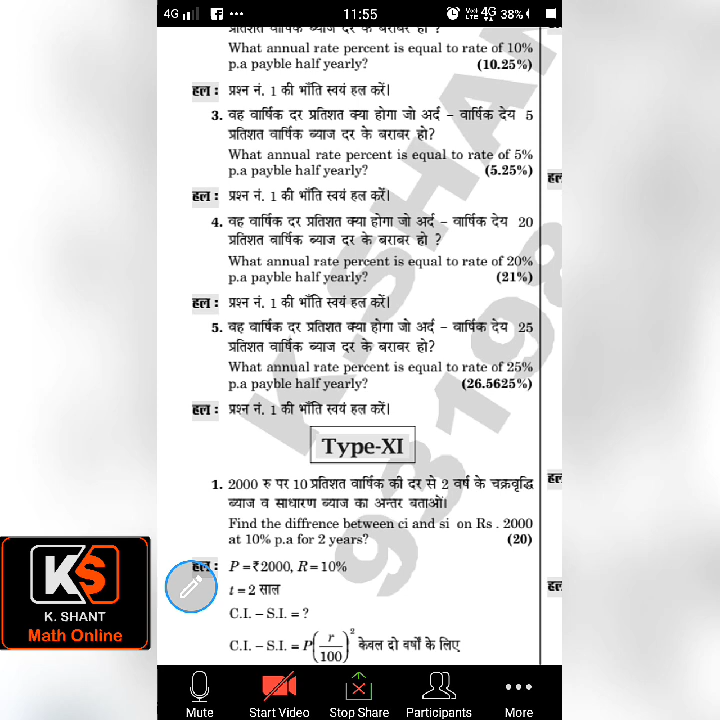 4G
11:55
4G 38%
What annual rate percent is equal to rate of 10%
p.a payble half yearly? (10.25%)
हल : प्रश्न नं. 1 की भाँति स्वयं हल करें।
3. वह वार्षिक दर प्रतिशत क्या होगा जो अर्द – वार्षिक देय 5
प्रतिशत वार्षिक ब्याज दर के बराबर हो?
What annual rate percent is equal to rate of 5%
p.a payble half yearly? (5.25%)
हल : प्रश्न नं. 1 की भाँति स्वयं हल करें।
4. वह वार्षिक दर प्रतिशत क्या होगा जो अर्द – वार्षिक देय 20
प्रतिशत वार्षिक ब्याज दर के बराबर हो ?
What annual rate percent is equal to rate of 20%
p.a payble half yearly? (21%)
हल : प्रश्न नं. 1 की भाँति स्वयं हल करें।
5. वह वार्षिक दर प्रतिशत क्या होगा जो अर्द – वार्षिक देय 25
प्रतिशत वार्षिक ब्याज दर के बराबर हो?
What annual rate percent is equal to rate of 25%
p.a payble half yearly? (26.5625%)
हल : प्रश्न नं. 1 की भाँति स्वयं हल करें।
Type-XI
1. 2000 रु पर 10 प्रतिशत वार्षिक की दर से 2 वर्ष के चक्रवृद्धि
ब्याज व साधारण ब्याज का अन्तर बताओं।
Find the diffrence between ci and si on Rs . 2000
at 10% p.a for 2 years? (20)
हल : P = ₹2000, R = 10%
t = 2 साल
C.I. – S.I. = ?
C.I. – S.I. = P(r/100)² केवल दो वर्षों के लिए
KS
K. SHANT
Math Online
Mute
Start Video
Stop Share
Participants
More